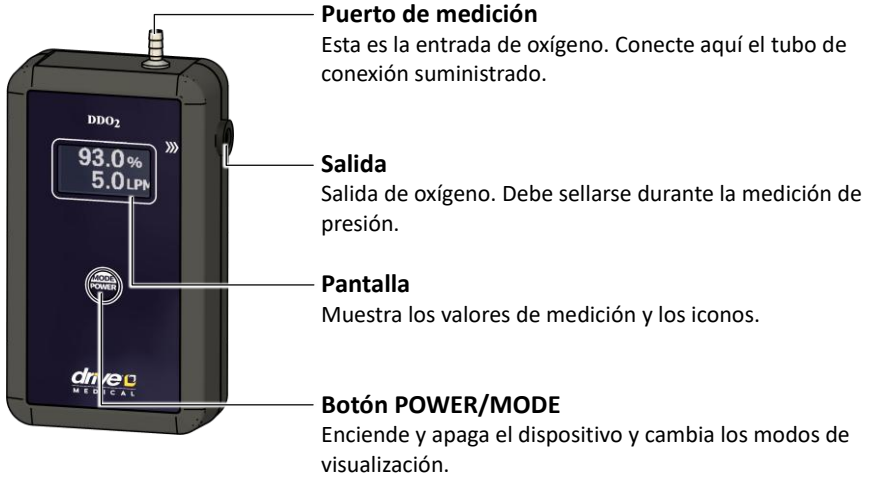 Puerto de medición
Esta es la entrada de oxígeno. Conecte aquí el tubo de
conexión suministrado.
DDO2
93.0%
5.0 LPM
Salida
Salida de oxígeno. Debe sellarse durante la medición de
presión.
Pantalla
Muestra los valores de medición y los iconos.
MODE
POWER
Botón POWER/MODE
Enciende y apaga el dispositivo y cambia los modos de
visualización.
drive
MEDICAL